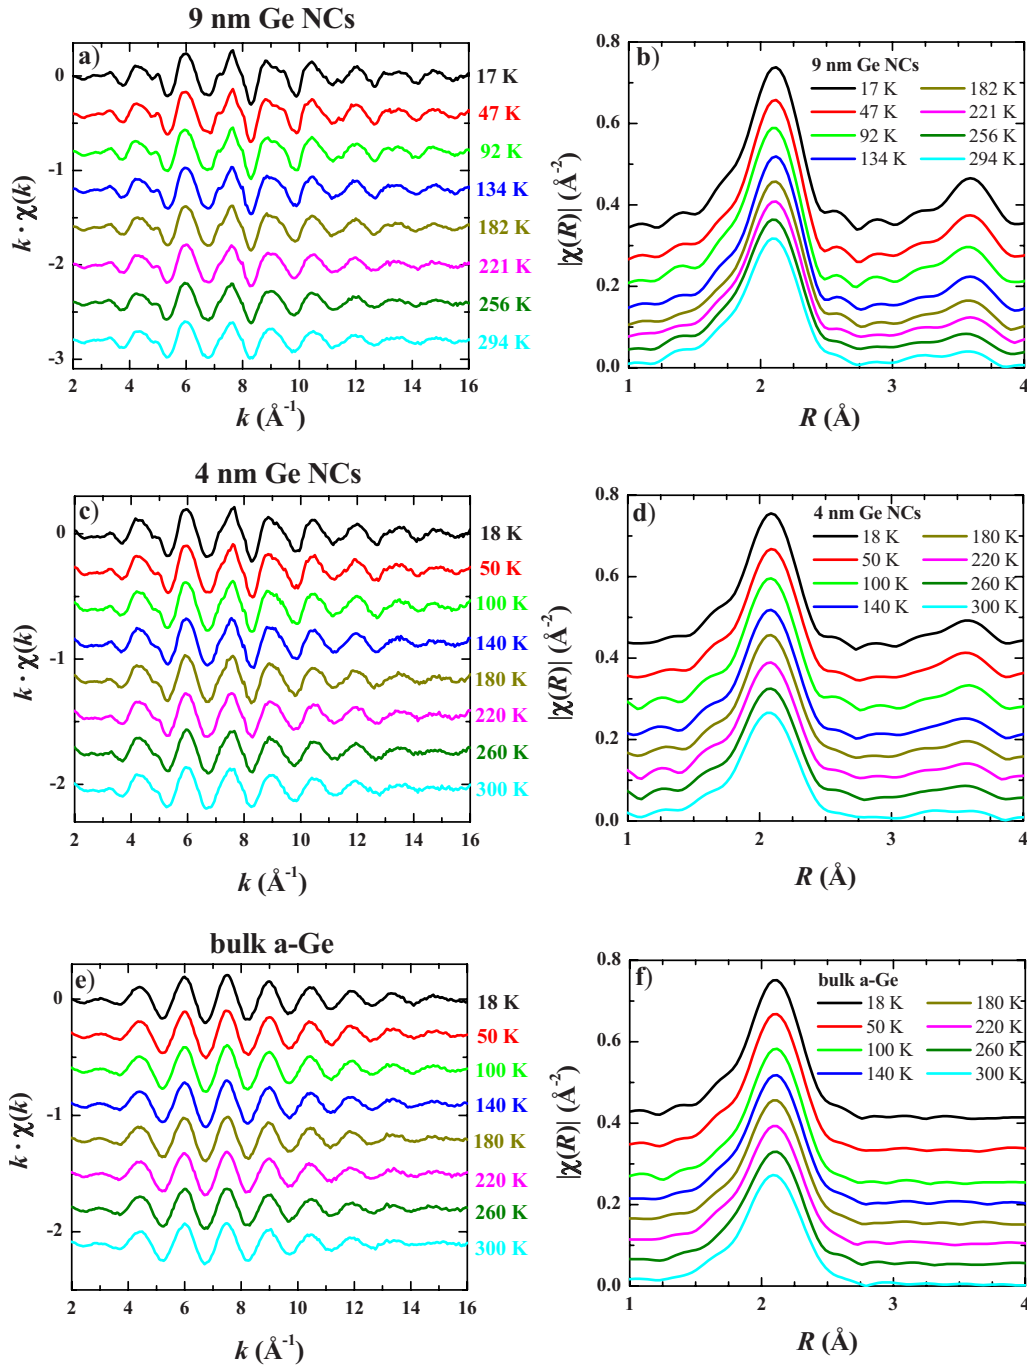 9 nm Ge NCs
a)
0
-1
-2
-3
k · χ(k)
17 K
47 K
92 K
134 K
182 K
221 K
256 K
294 K
2 4 6 8 10 12 14 16
k (Å⁻¹)
b)
9 nm Ge NCs
17 K 182 K
47 K 221 K
92 K 256 K
134 K 294 K
0.8
0.6
0.4
0.2
0.0
|χ(R)| (Å⁻²)
1 2 3 4
R (Å)
4 nm Ge NCs
c)
0
-1
-2
k · χ(k)
18 K
50 K
100 K
140 K
180 K
220 K
260 K
300 K
2 4 6 8 10 12 14 16
k (Å⁻¹)
d)
4 nm Ge NCs
18 K 180 K
50 K 220 K
100 K 260 K
140 K 300 K
0.8
0.6
0.4
0.2
0.0
|χ(R)| (Å⁻²)
1 2 3 4
R (Å)
bulk a-Ge
e)
0
-1
-2
k · χ(k)
18 K
50 K
100 K
140 K
180 K
220 K
260 K
300 K
2 4 6 8 10 12 14 16
k (Å⁻¹)
f)
bulk a-Ge
18 K 180 K
50 K 220 K
100 K 260 K
140 K 300 K
0.8
0.6
0.4
0.2
0.0
|χ(R)| (Å⁻²)
1 2 3 4
R (Å)